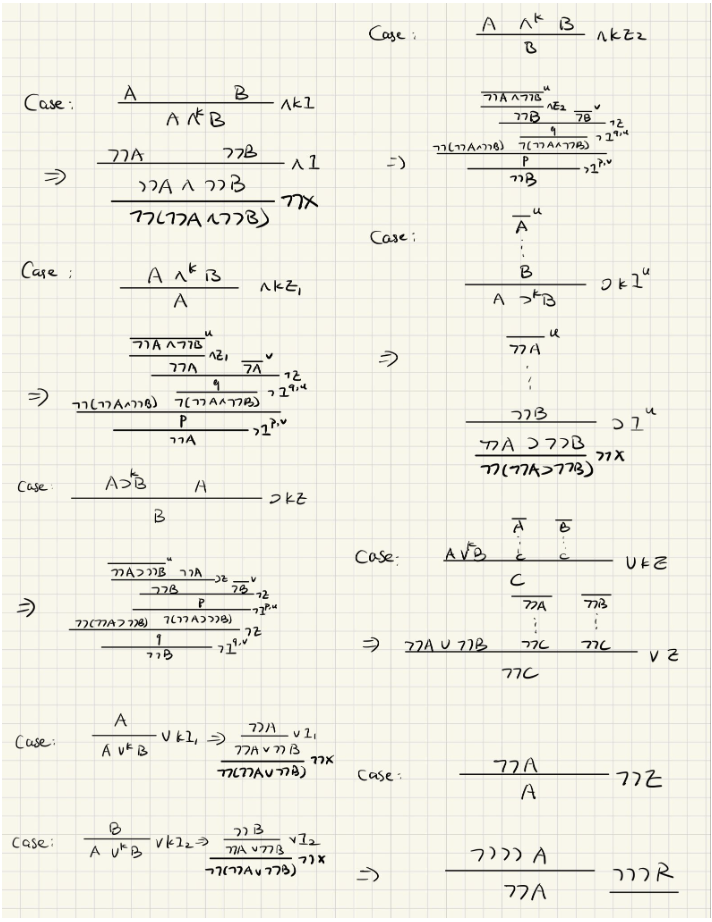 Case:
A B
∧kI
A ∧ᵏ B
⇒
¬¬A ¬¬B
∧I
¬¬A ∧ ¬¬B
¬¬X
¬¬(¬¬A ∧ ¬¬B)
Case:
A ∧ᵏ B
∧kE₁
A
⇒
¬¬A ∧ ¬¬B u
∧E₁
¬¬A ¬A v
¬E
q
¬I q,u
¬¬(¬¬A ∧ ¬¬B) ¬(¬¬A ∧ ¬¬B)
P
¬I p,v
¬¬A
Case:
A ⊃ᵏ B A
⊃kE
B
⇒
¬¬A ⊃ ¬¬B u ¬¬A
⊃E
¬¬B ¬B v
¬E
P
¬I p,u
¬¬(¬¬A ⊃ ¬¬B) ¬(¬¬A ⊃ ¬¬B)
¬E
q
¬I q,v
¬¬B
Case:
A
∨kI₁
A ∨ᵏ B
⇒
¬¬A
∨I₁
¬¬A ∨ ¬¬B
¬¬X
¬¬(¬¬A ∨ ¬¬B)
Case:
B
∨kI₂
A ∨ᵏ B
⇒
¬¬B
∨I₂
¬¬A ∨ ¬¬B
¬¬X
¬¬(¬¬A ∨ ¬¬B)
Case:
A ∧ᵏ B
∧kE₂
B
⇒
¬¬A ∧ ¬¬B u
∧E₂
¬¬B ¬B v
¬E
q
¬I q,u
¬¬(¬¬A ∧ ¬¬B) ¬(¬¬A ∧ ¬¬B)
P
¬I p,v
¬¬B
Case:
A u
⋮
B
⊃kI u
A ⊃ᵏ B
⇒
¬¬A u
⋮
¬¬B
⊃I u
¬¬A ⊃ ¬¬B
¬¬X
¬¬(¬¬A ⊃ ¬¬B)
Case:
A B
⋮ ⋮
A ∨ᵏ B C C
∨kE
C
⇒
¬¬A ¬¬B
⋮ ⋮
¬¬A ∨ ¬¬B ¬¬C ¬¬C
∨E
¬¬C
Case:
¬¬A
¬¬E
A
⇒
¬¬¬¬A
¬¬¬R
¬¬A